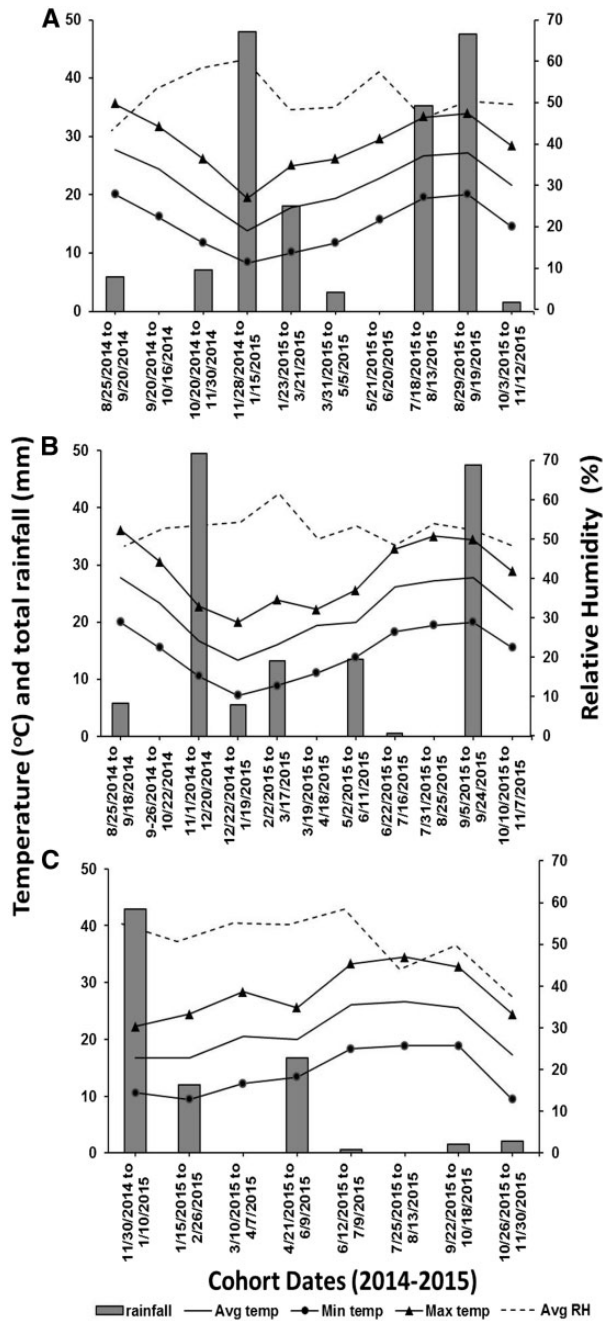 A
50
40
30
20
10
0
70
60
50
40
30
20
10
0
8/25/2014 to
9/20/2014
9/20/2014 to
10/16/2014
10/20/2014 to
11/30/2014
11/28/2014 to
1/15/2015
1/23/2015 to
3/21/2015
3/31/2015 to
5/5/2015
5/21/2015 to
6/20/2015
7/18/2015 to
8/13/2015
8/29/2015 to
9/19/2015
10/3/2015 to
11/12/2015
Temperature (°C) and total rainfall (mm)
Relative Humidity (%)
B
50
40
30
20
10
0
70
60
50
40
30
20
10
0
8/25/2014 to
9/18/2014
9-26/2014 to
10/22/2014
11/1/2014 to
12/20/2014
12/22/2014 to
1/19/2015
2/2/2015 to
3/17/2015
3/19/2015 to
4/18/2015
5/2/2015 to
6/11/2015
6/22/2015 to
7/16/2015
7/31/2015 to
8/25/2015
9/5/2015 to
9/24/2015
10/10/2015 to
11/7/2015
C
50
40
30
20
10
0
70
60
50
40
30
20
10
0
11/30/2014 to
1/10/2015
1/15/2015 to
2/26/2015
3/10/2015 to
4/7/2015
4/21/2015 to
6/9/2015
6/12/2015 to
7/9/2015
7/25/2015 to
8/13/2015
9/22/2015 to
10/18/2015
10/26/2015 to
11/30/2015
Cohort Dates (2014-2015)
rainfall Avg temp Min temp Max temp Avg RH